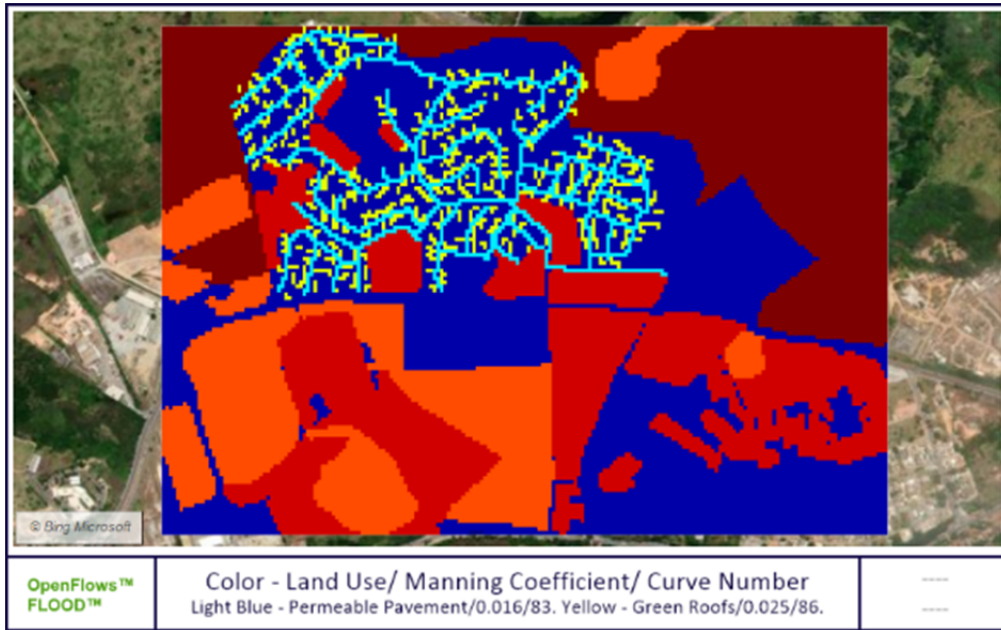 © Bing Microsoft
OpenFlows™
FLOOD™
Color - Land Use/ Manning Coefficient/ Curve Number
Light Blue - Permeable Pavement/0.016/83. Yellow - Green Roofs/0.025/86.
----
----